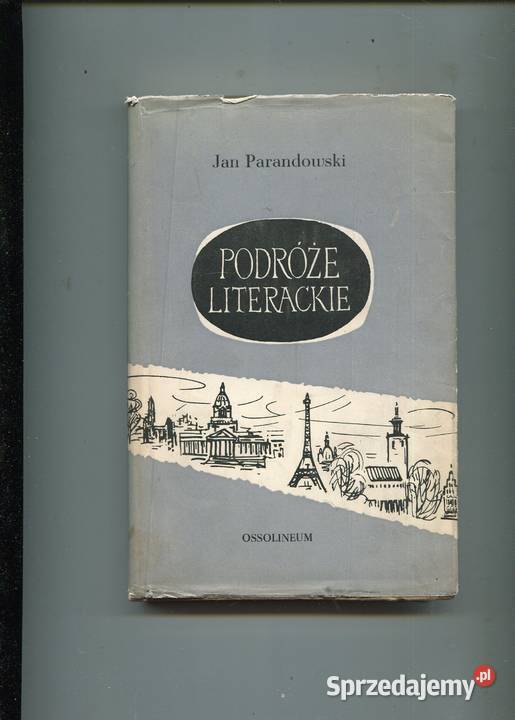 Jan Parandowski
PODRÓŻE
LITERACKIE
OSSOLINEUM
Sprzedajemy.pl